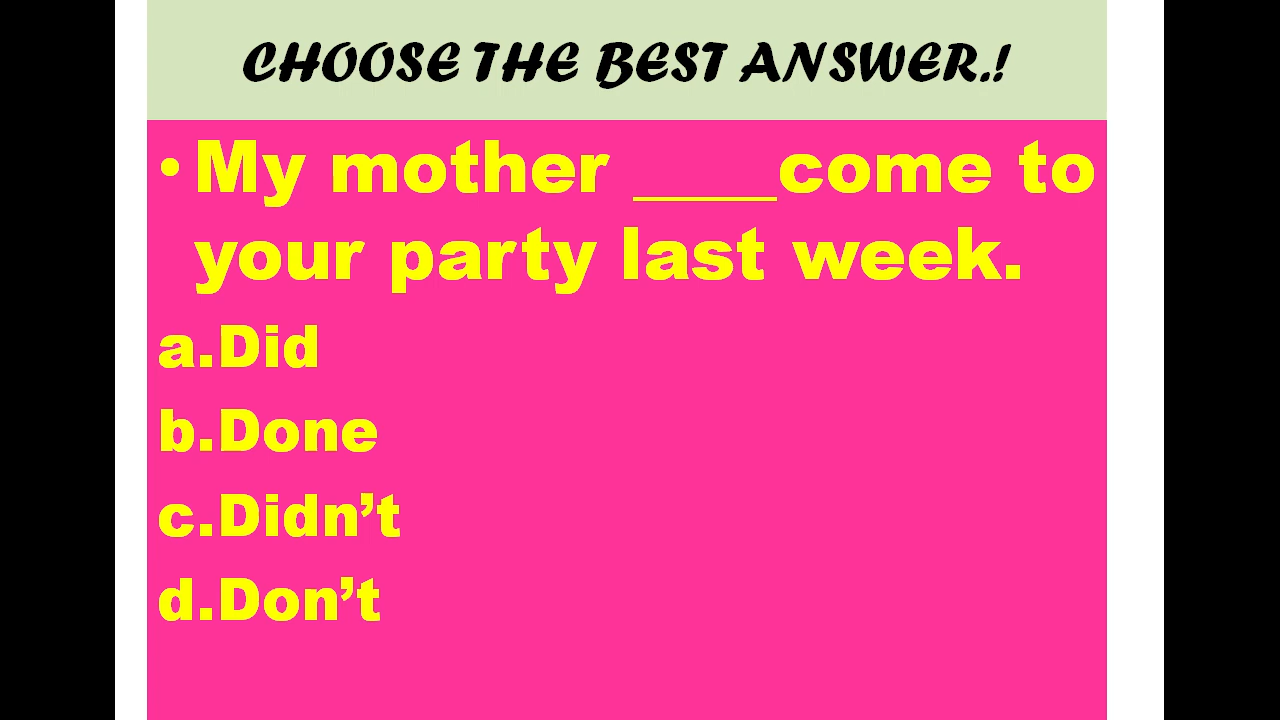 CHOOSE THE BEST ANSWER.!
• My mother ____come to
your party last week.
a.Did
b.Done
c.Didn’t
d.Don’t